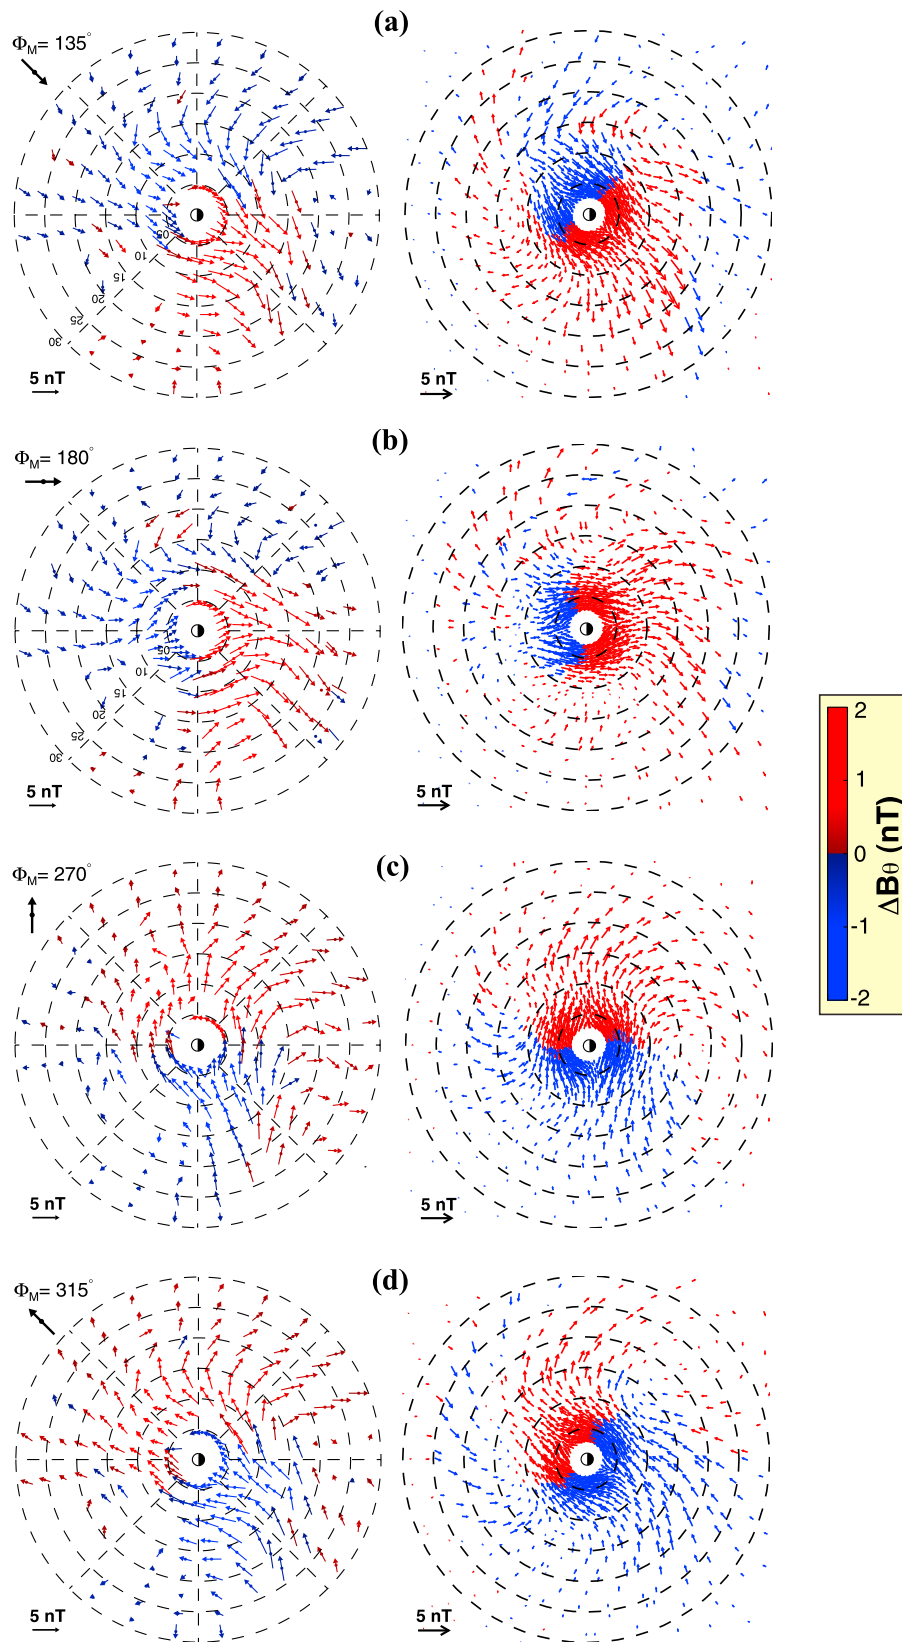 (a)
Φ_M= 135°
05
10
15
20
25
30
5 nT
5 nT
(b)
Φ_M= 180°
05
10
15
20
25
30
5 nT
5 nT
2
1
0
-1
-2
ΔBθ (nT)
(c)
Φ_M= 270°
5 nT
5 nT
(d)
Φ_M= 315°
5 nT
5 nT